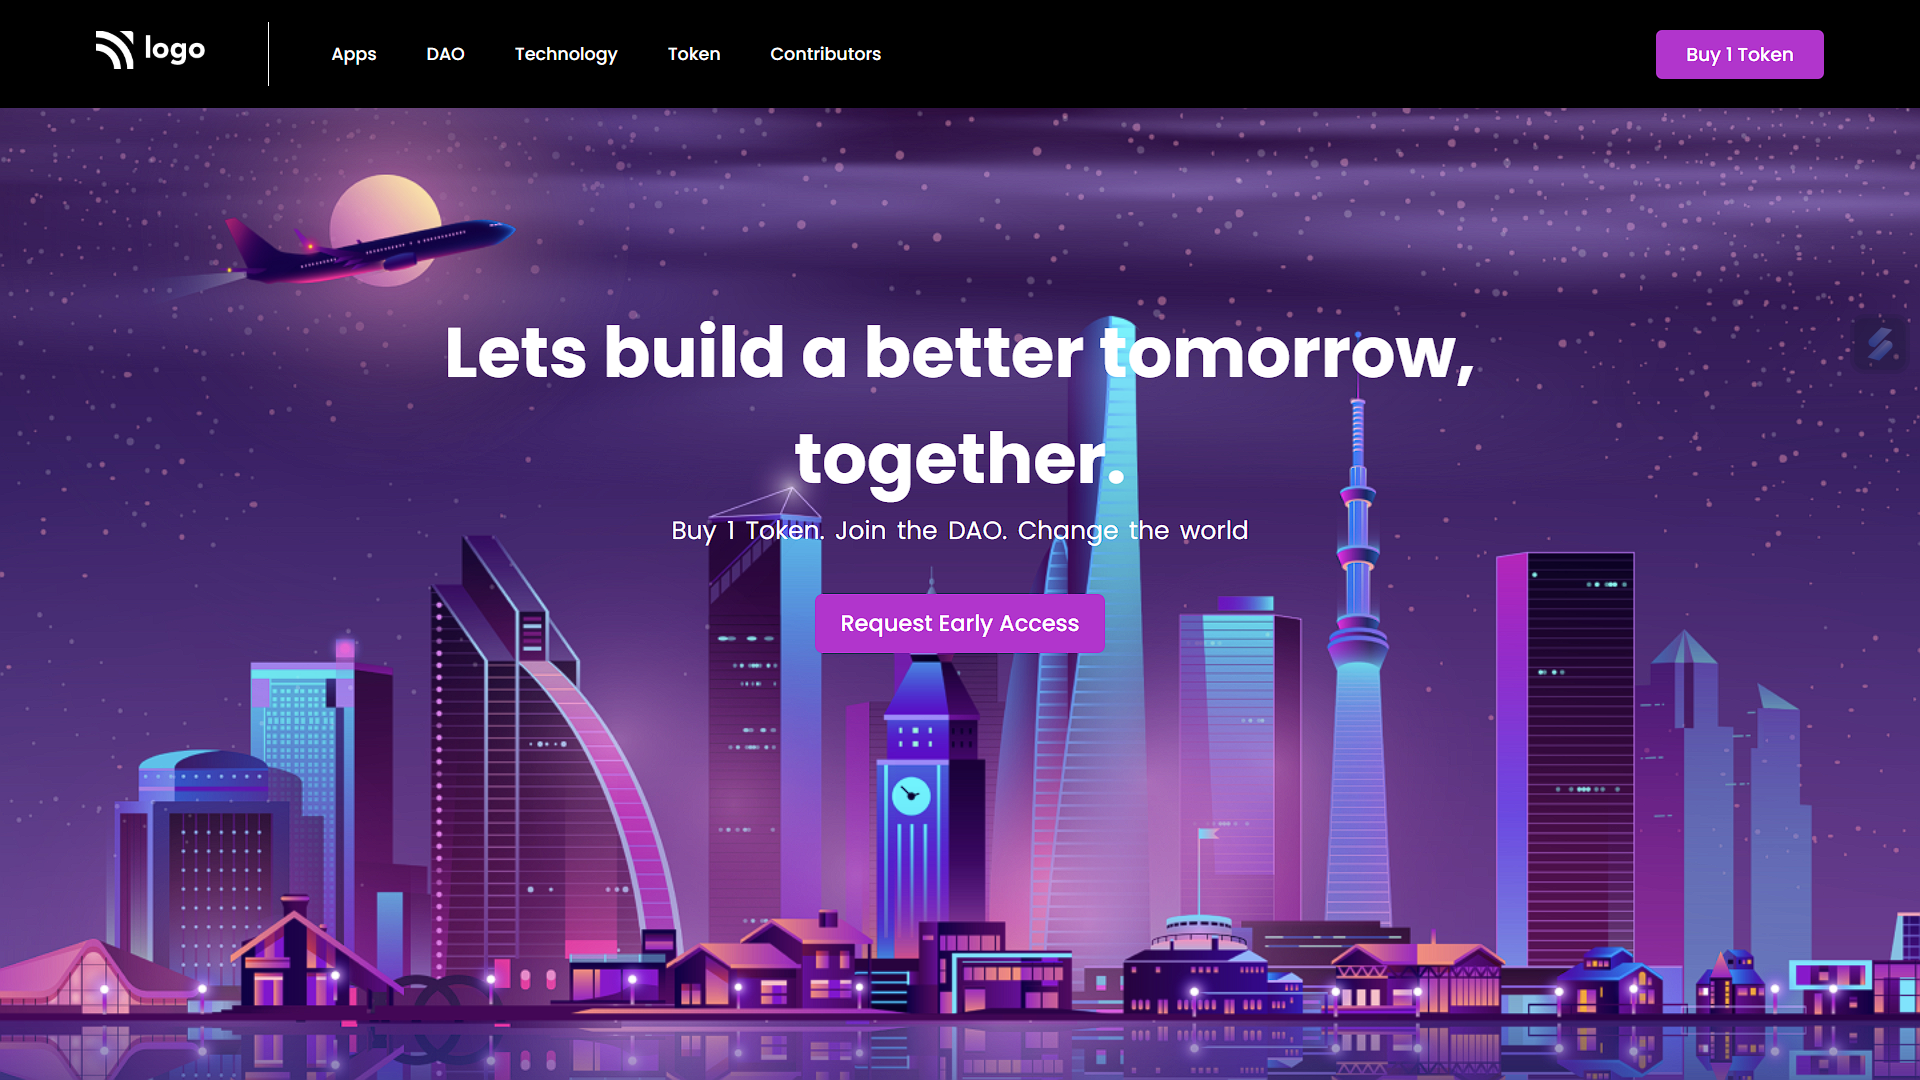 logo
Apps DAO Technology Token Contributors
Buy 1 Token
Lets build a better tomorrow,
together.
Buy 1 Token. Join the DAO. Change the world
Request Early Access